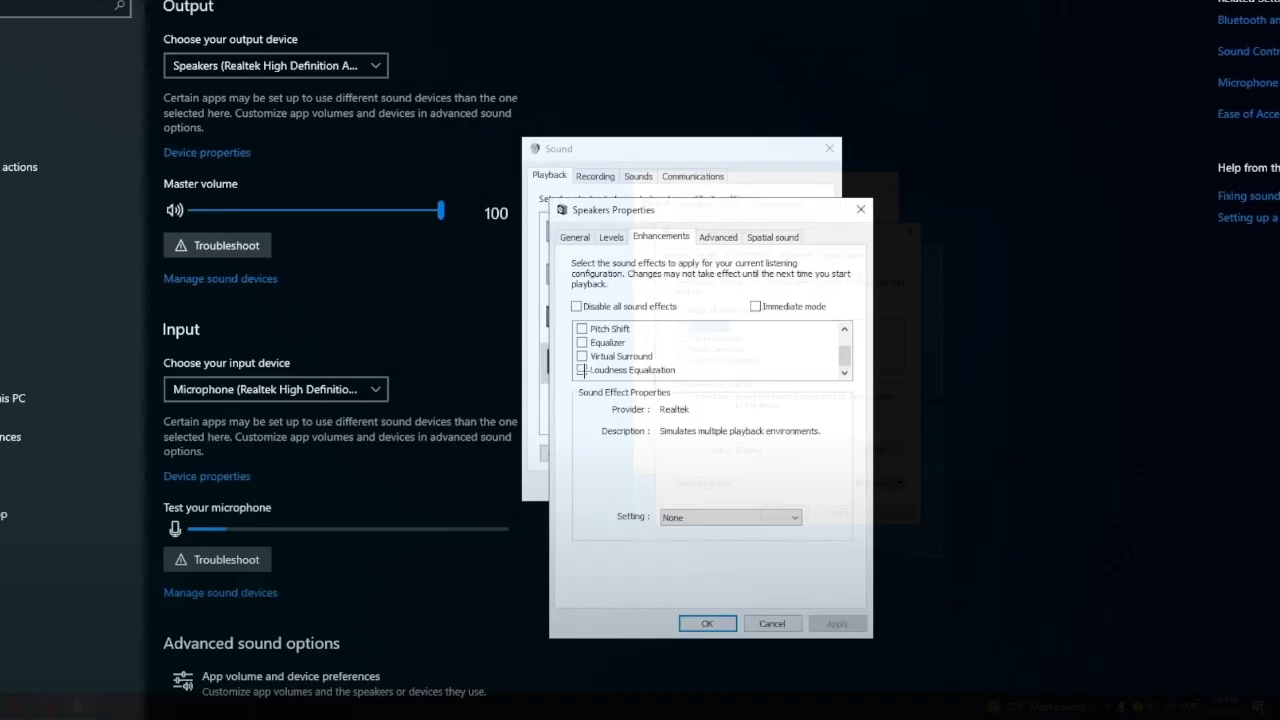 Output
Choose your output device
Speakers (Realtek High Definition A...
Certain apps may be set up to use different sound devices than the one
selected here. Customize app volumes and devices in advanced sound
options.
Device properties
Master volume
100
Troubleshoot
Manage sound devices
Input
Choose your input device
Microphone (Realtek High Definitio...
Certain apps may be set up to use different sound devices than the one
selected here. Customize app volumes and devices in advanced sound
options.
Device properties
Test your microphone
Troubleshoot
Manage sound devices
Advanced sound options
App volume and device preferences
Customize app volumes and the speakers or devices they use.
actions
is PC
nces
p
Sound
Playback Recording Sounds Communications
Speakers Properties
General Levels Enhancements Advanced Spatial sound
Select the sound effects to apply for your current listening
configuration. Changes may not take effect until the next time you start
playback.
Disable all sound effects Immediate mode
Pitch Shift
Equalizer
Virtual Surround
Loudness Equalization
Sound Effect Properties
Provider : Realtek
Description : Simulates multiple playback environments.
Setting : None
OK Cancel Apply
Bluetooth an
Sound Contr
Microphone
Ease of Acce
Help from th
Fixing sound
Setting up a
Mostly sunny